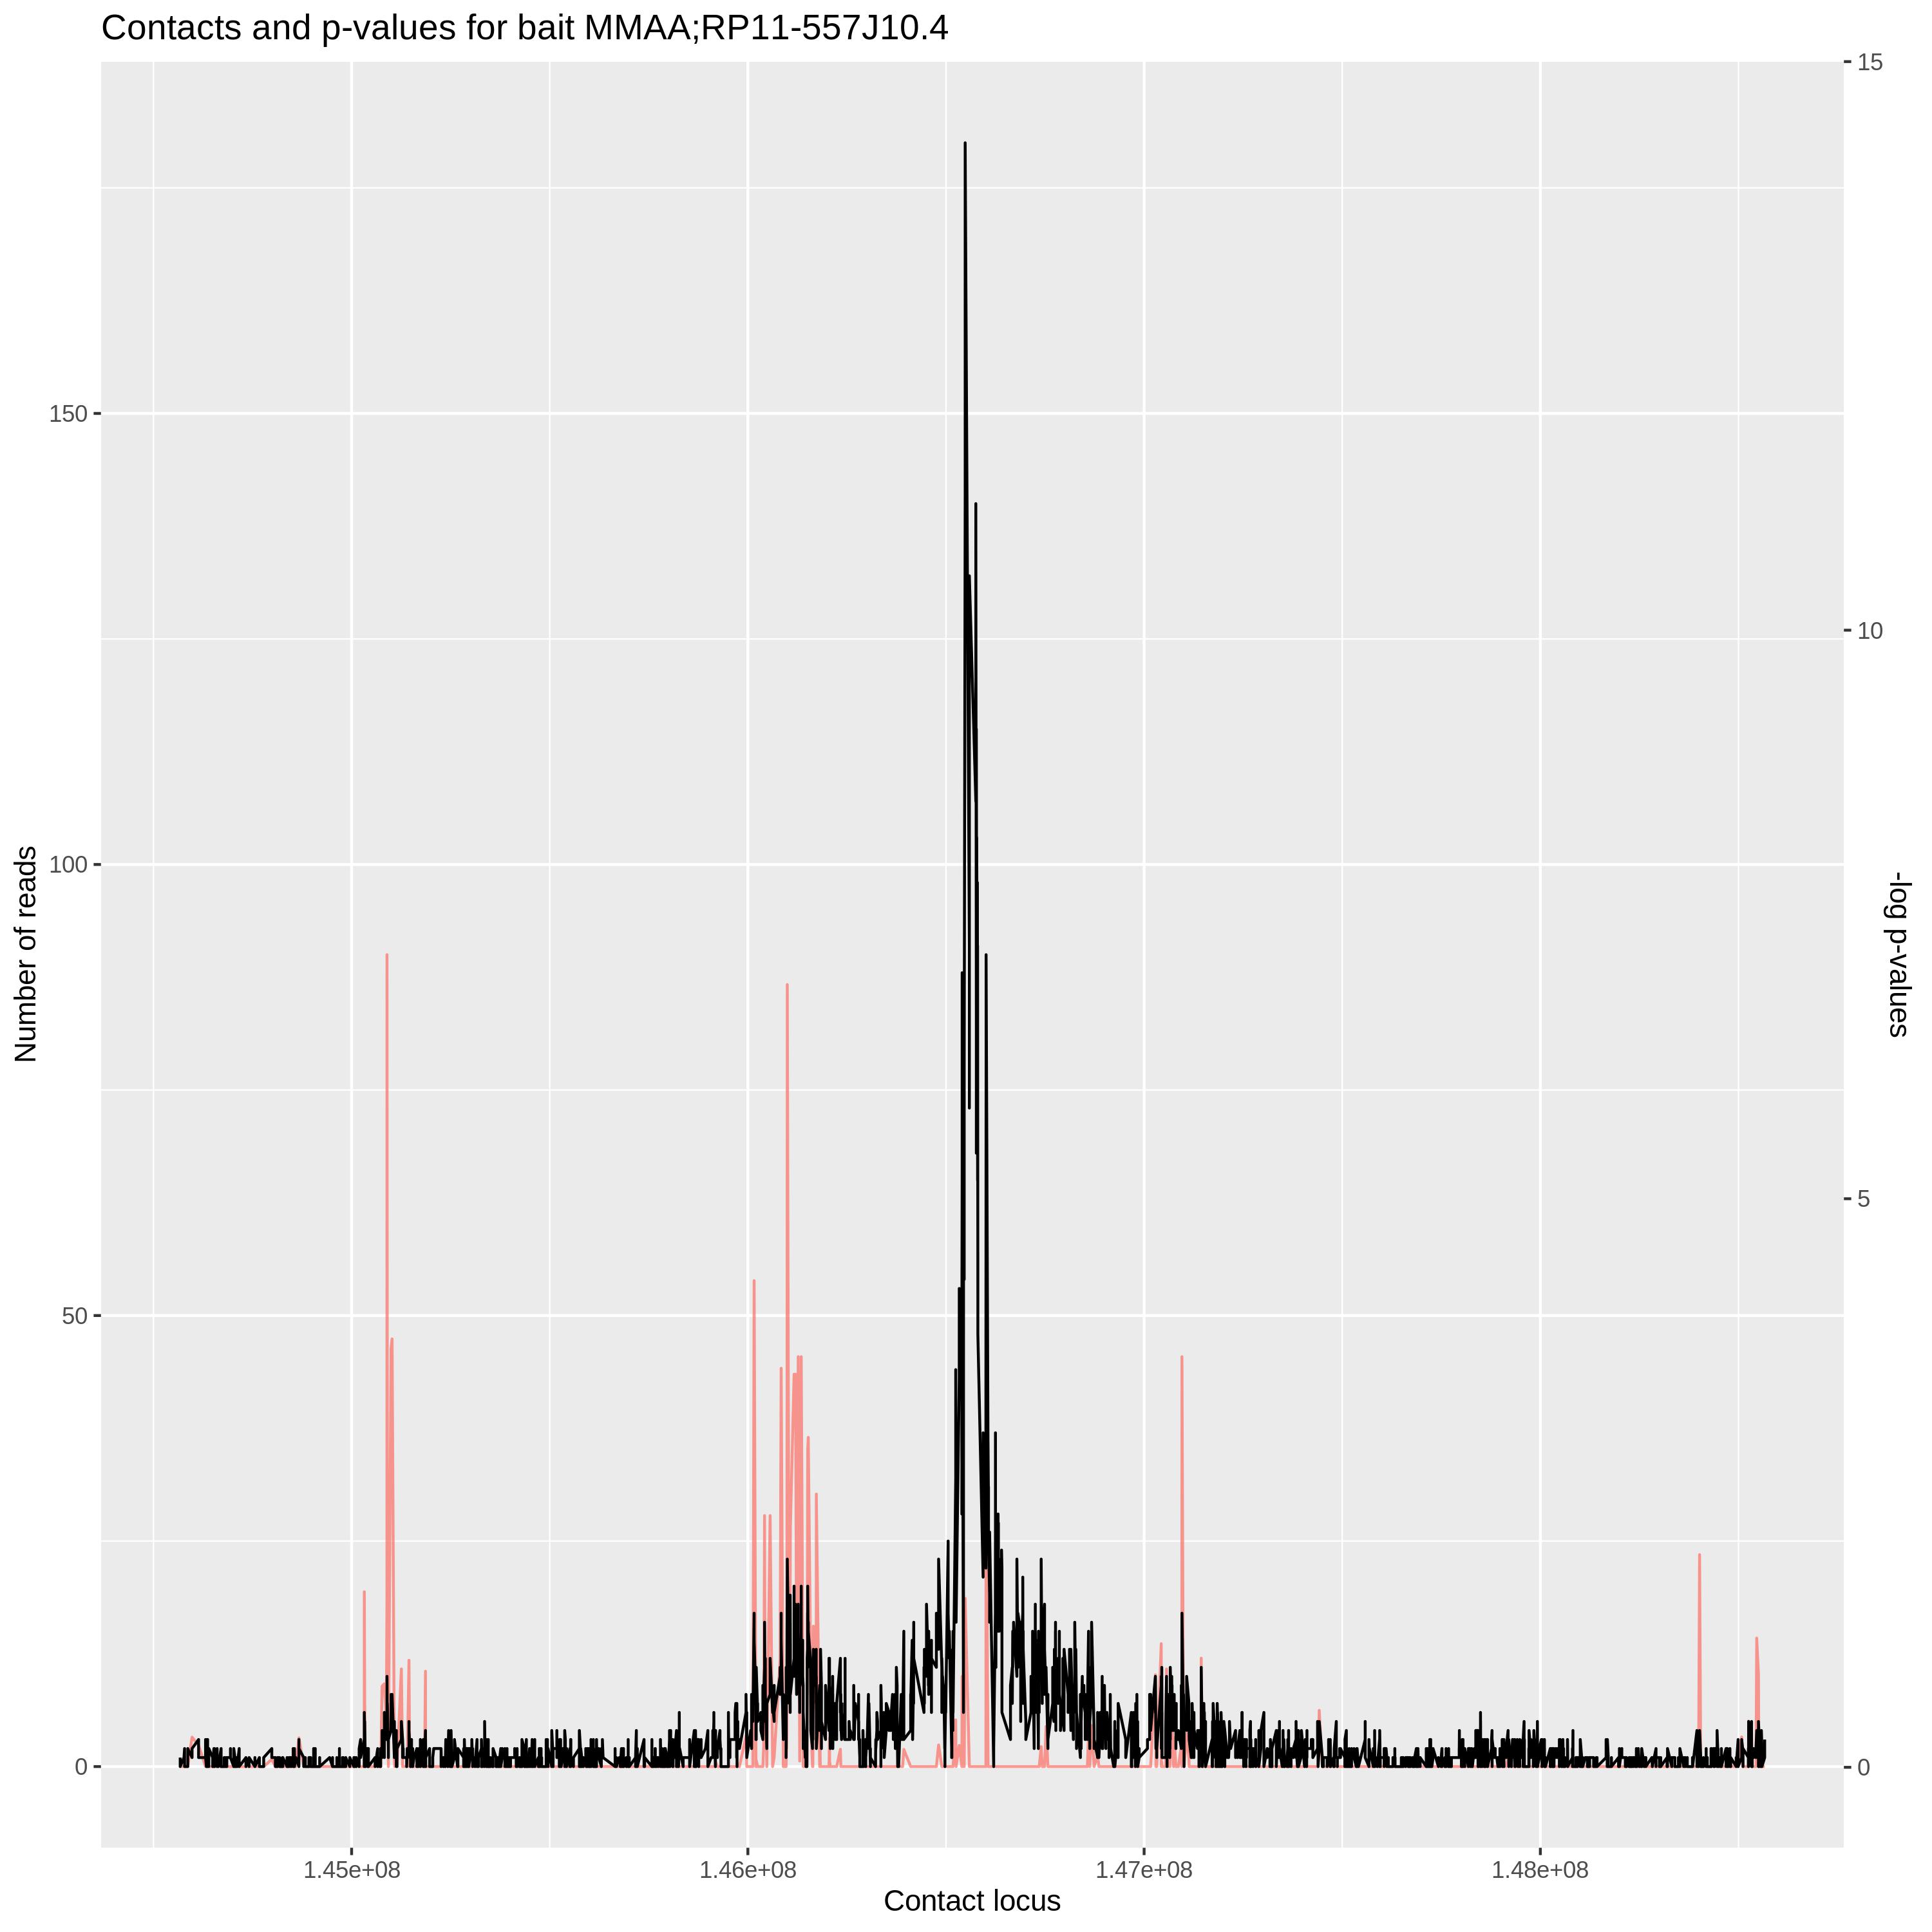 Contacts and p-values for bait MMAA;RP11-557J10.4
15
150
10
100
Number of reads
-log p-values
5
50
0
0
1.45e+08
1.46e+08
1.47e+08
1.48e+08
Contact locus